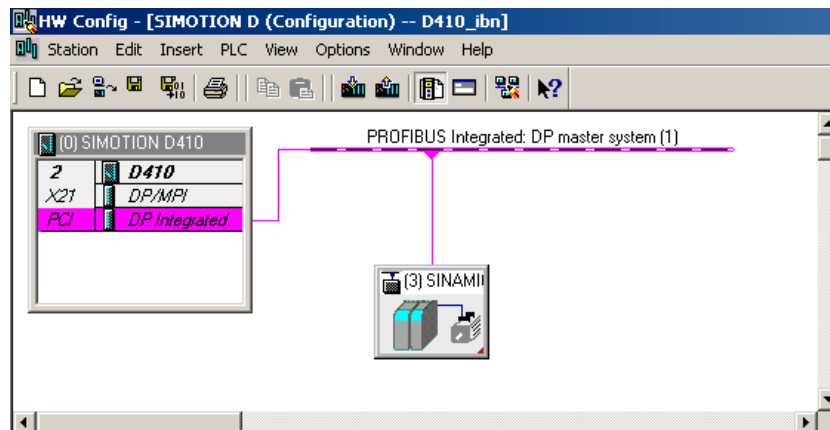 HW Config - [SIMOTION D (Configuration) -- D410_ibn]
Station Edit Insert PLC View Options Window Help
(0) SIMOTION D410
2 D410
X21 DP/MPI
PCI DP Integrated
PROFIBUS Integrated: DP master system (1)
(3) SINAMI